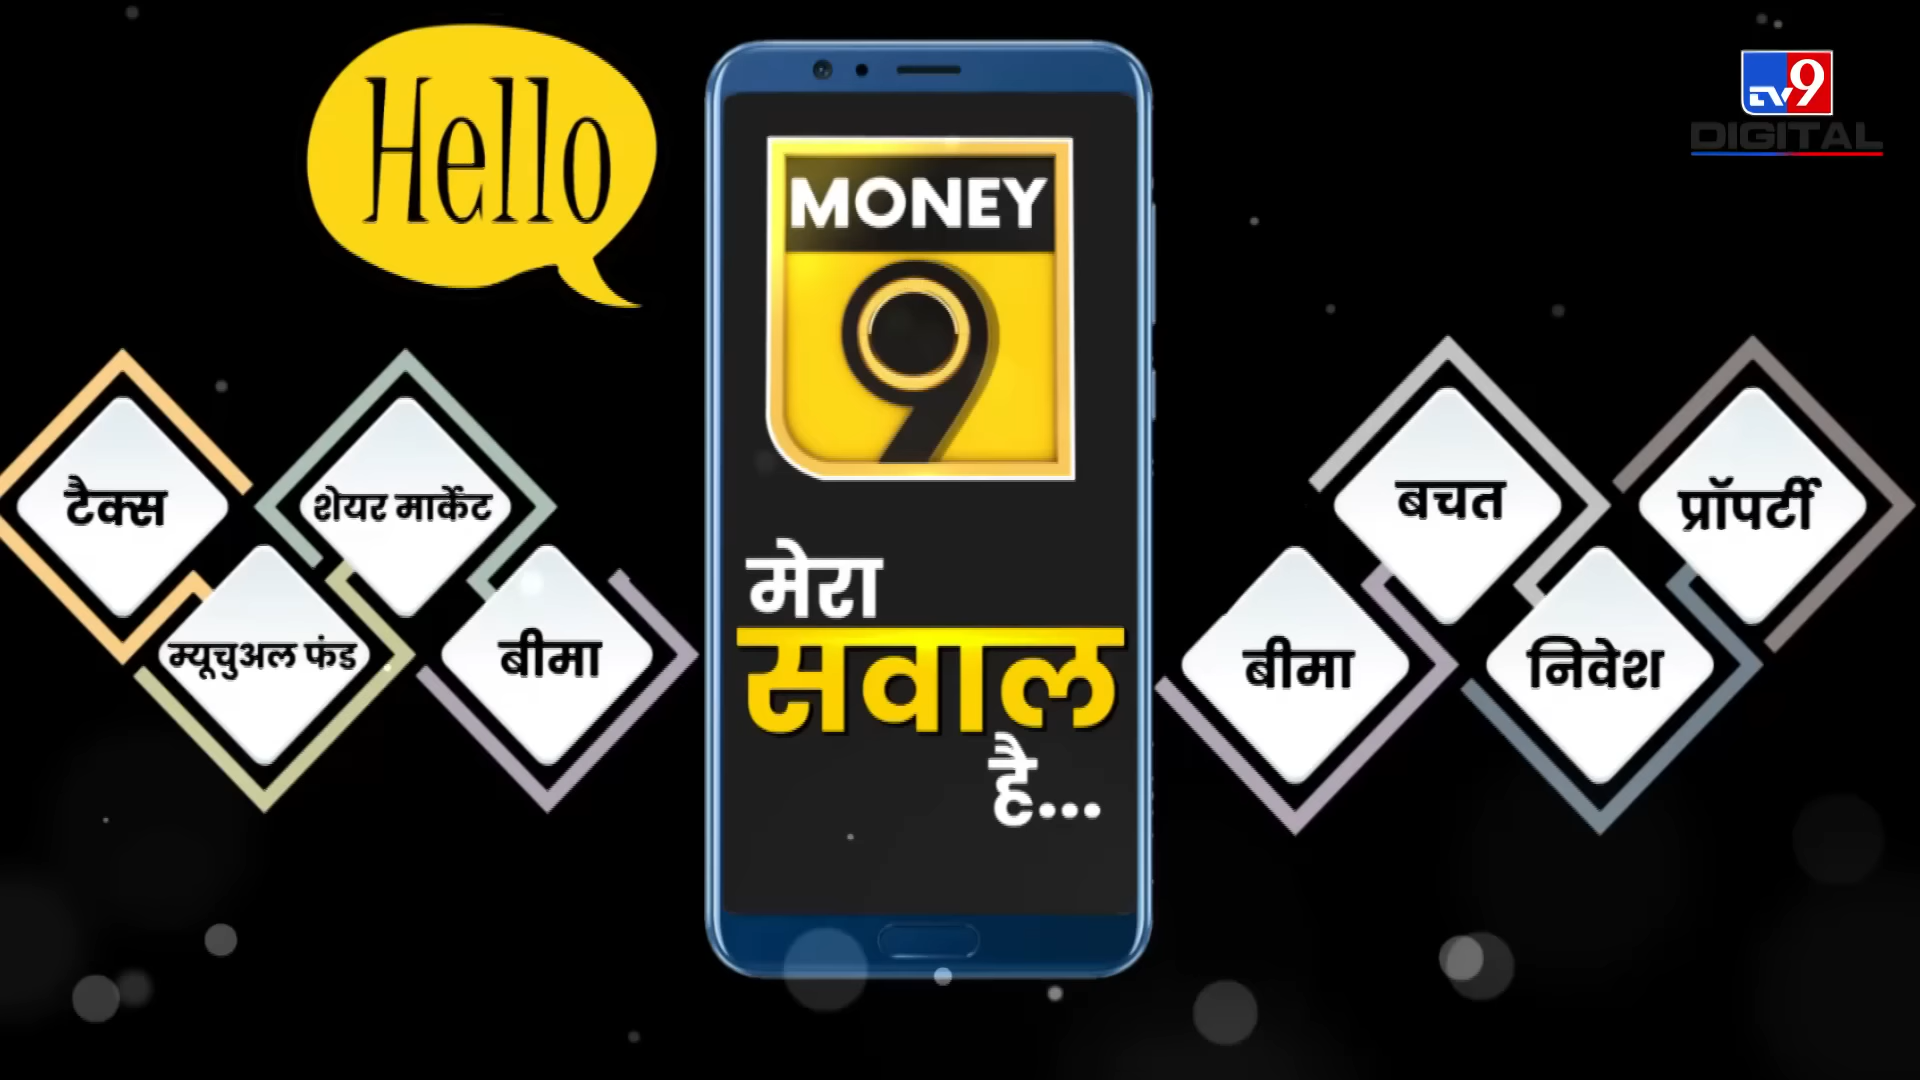 Hello
TV9
DIGITAL
MONEY
9
टैक्स
शेयर मार्केट
म्यूचुअल फंड
बीमा
मेरा
सवाल
है...
बचत
प्रॉपर्टी
बीमा
निवेश